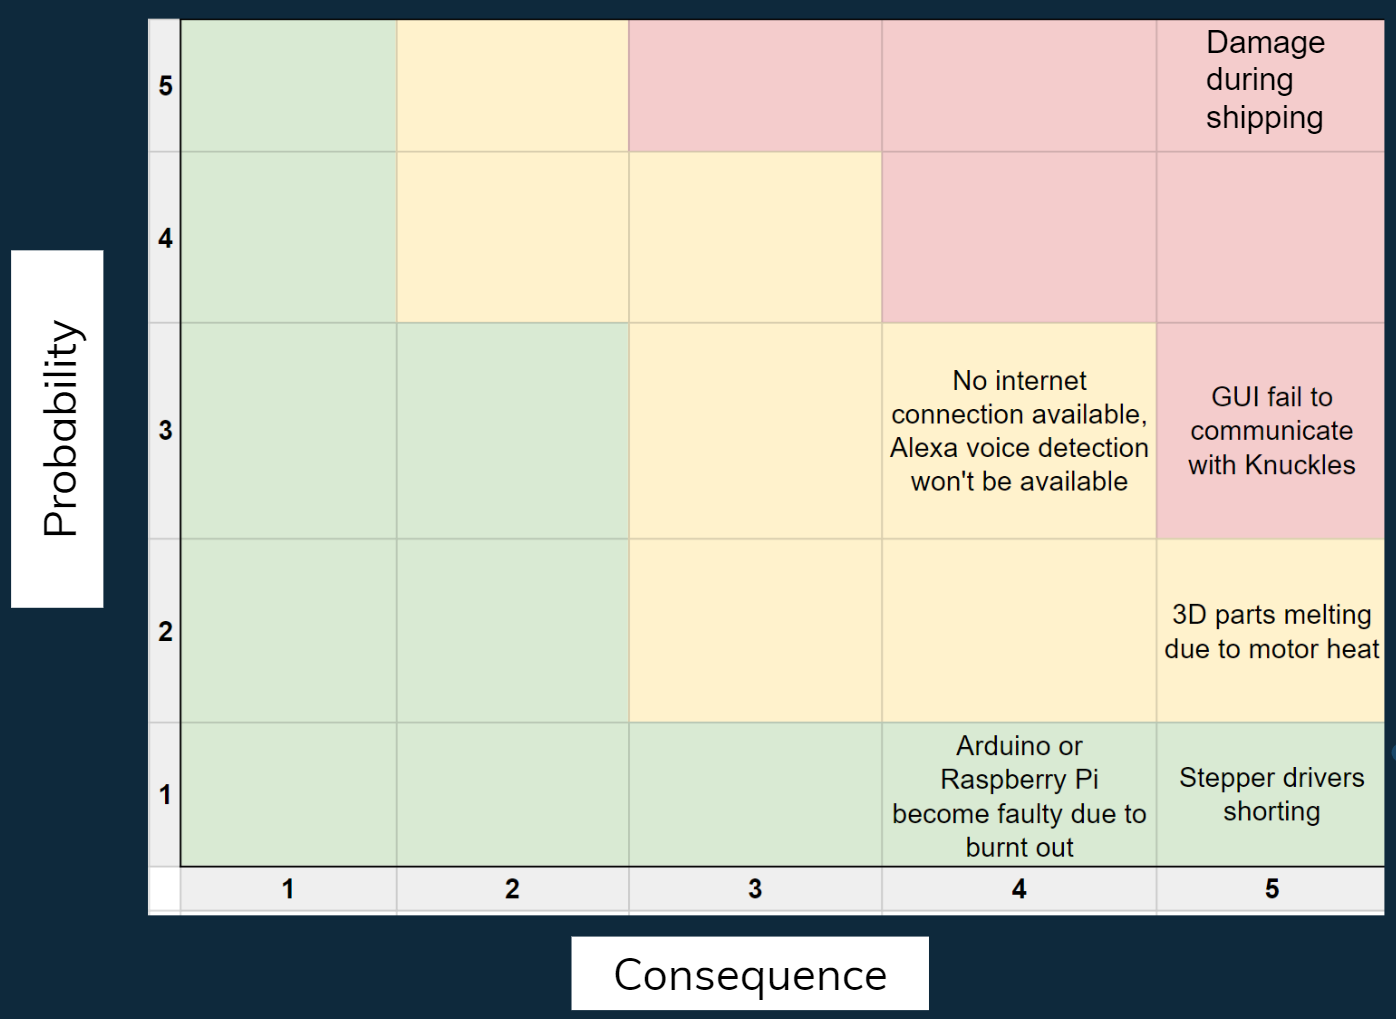 Probability
5
Damage
during
shipping
4
3
No internet
connection available,
Alexa voice detection
won't be available
GUI fail to
communicate
with Knuckles
2
3D parts melting
due to motor heat
1
Arduino or
Raspberry Pi
become faulty due to
burnt out
Stepper drivers
shorting
1 2 3 4 5
Consequence